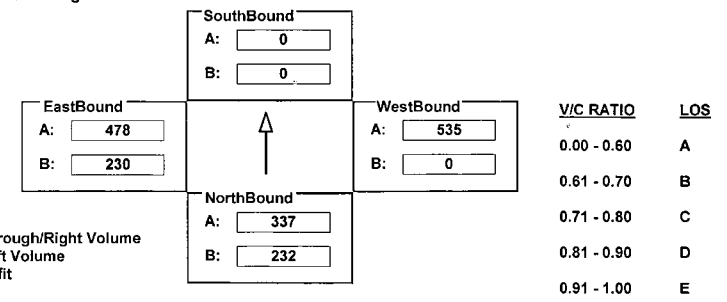 SouthBound
A: 0
B: 0
EastBound
A: 478
B: 230
WestBound
A: 535
B: 0
NorthBound
A: 337
B: 232
rough/Right Volume
ft Volume
fit
V/C RATIO LOS
0.00 - 0.60 A
0.61 - 0.70 B
0.71 - 0.80 C
0.81 - 0.90 D
0.91 - 1.00 E